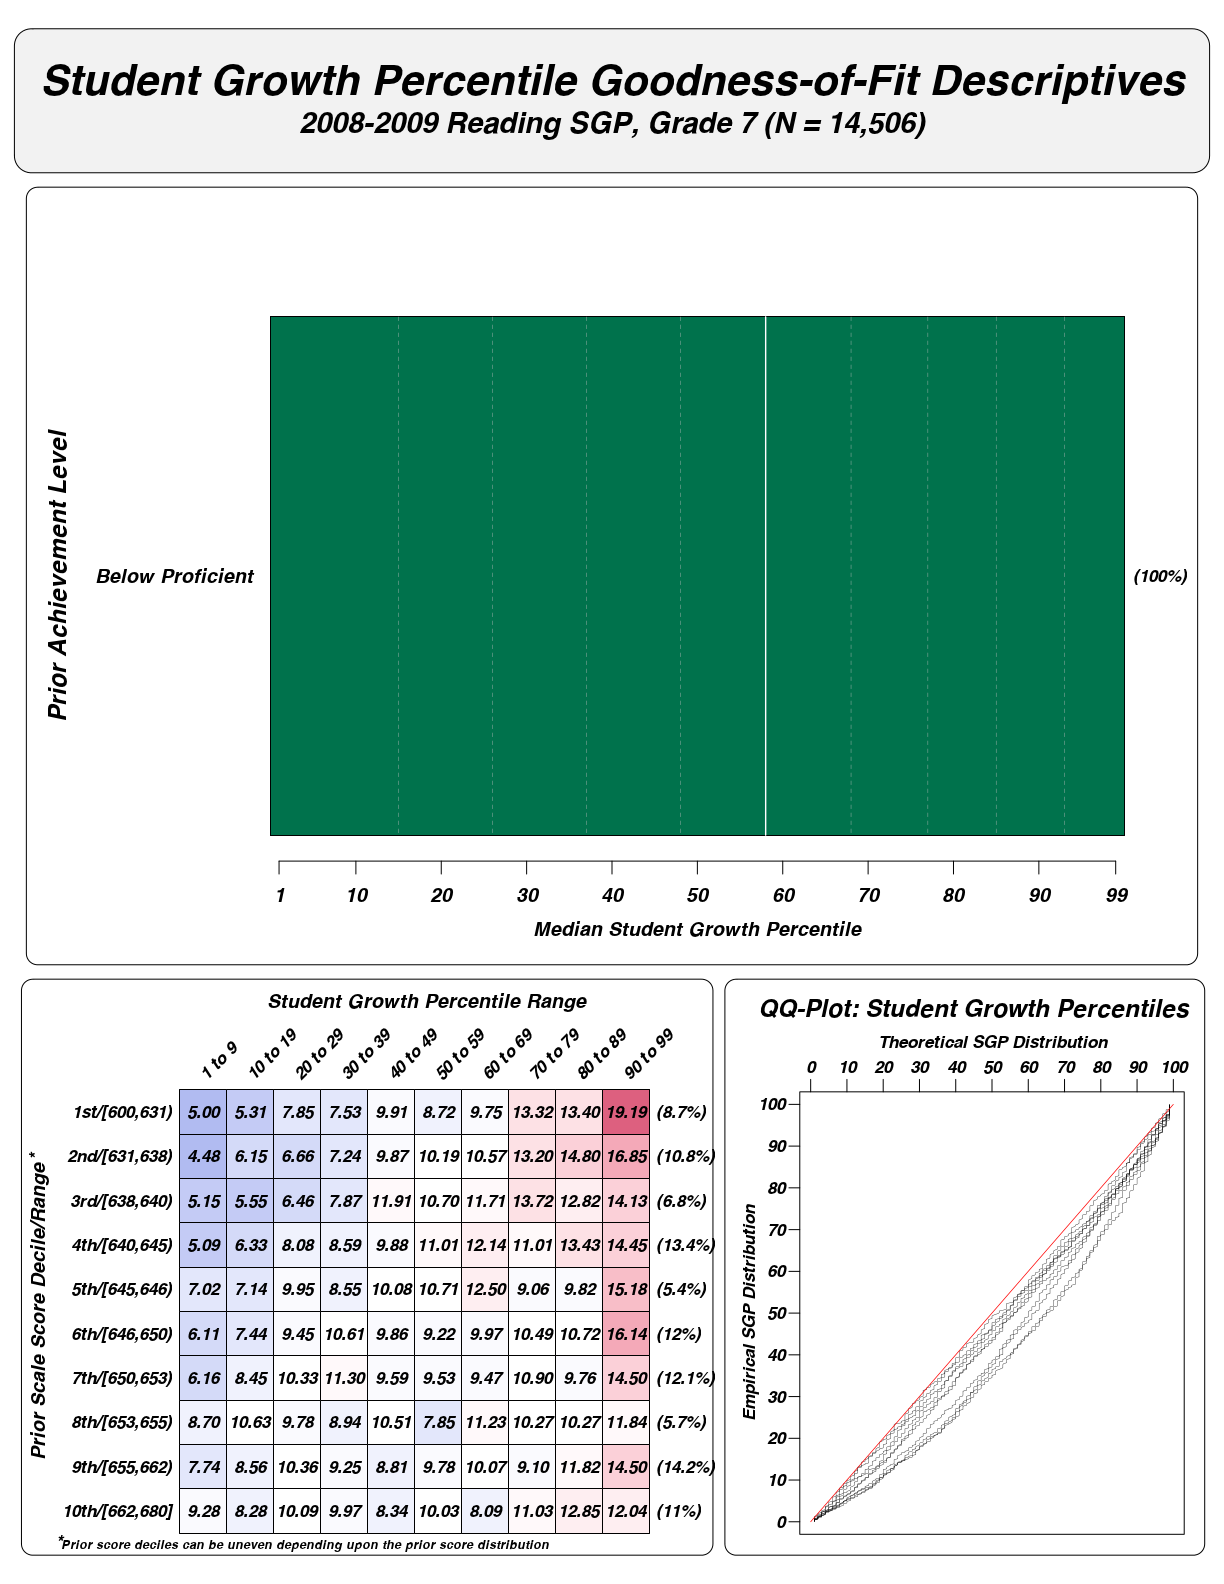 Student Growth Percentile Goodness-of-Fit Descriptives
2008-2009 Reading SGP, Grade 7 (N = 14,506)
Prior Achievement Level
Below Proficient
(100%)
1 10 20 30 40 50 60 70 80 90 99
Median Student Growth Percentile
Student Growth Percentile Range
1 to 9 10 to 19 20 to 29 30 to 39 40 to 49 50 to 59 60 to 69 70 to 79 80 to 89 90 to 99
Prior Scale Score Decile/Range*
1st/[600,631) 5.00 5.31 7.85 7.53 9.91 8.72 9.75 13.32 13.40 19.19 (8.7%)
2nd/[631,638) 4.48 6.15 6.66 7.24 9.87 10.19 10.57 13.20 14.80 16.85 (10.8%)
3rd/[638,640) 5.15 5.55 6.46 7.87 11.91 10.70 11.71 13.72 12.82 14.13 (6.8%)
4th/[640,645) 5.09 6.33 8.08 8.59 9.88 11.01 12.14 11.01 13.43 14.45 (13.4%)
5th/[645,646) 7.02 7.14 9.95 8.55 10.08 10.71 12.50 9.06 9.82 15.18 (5.4%)
6th/[646,650) 6.11 7.44 9.45 10.61 9.86 9.22 9.97 10.49 10.72 16.14 (12%)
7th/[650,653) 6.16 8.45 10.33 11.30 9.59 9.53 9.47 10.90 9.76 14.50 (12.1%)
8th/[653,655) 8.70 10.63 9.78 8.94 10.51 7.85 11.23 10.27 10.27 11.84 (5.7%)
9th/[655,662) 7.74 8.56 10.36 9.25 8.81 9.78 10.07 9.10 11.82 14.50 (14.2%)
10th/[662,680] 9.28 8.28 10.09 9.97 8.34 10.03 8.09 11.03 12.85 12.04 (11%)
*Prior score deciles can be uneven depending upon the prior score distribution
QQ-Plot: Student Growth Percentiles
Theoretical SGP Distribution
0 10 20 30 40 50 60 70 80 90 100
Empirical SGP Distribution
100
90
80
70
60
50
40
30
20
10
0